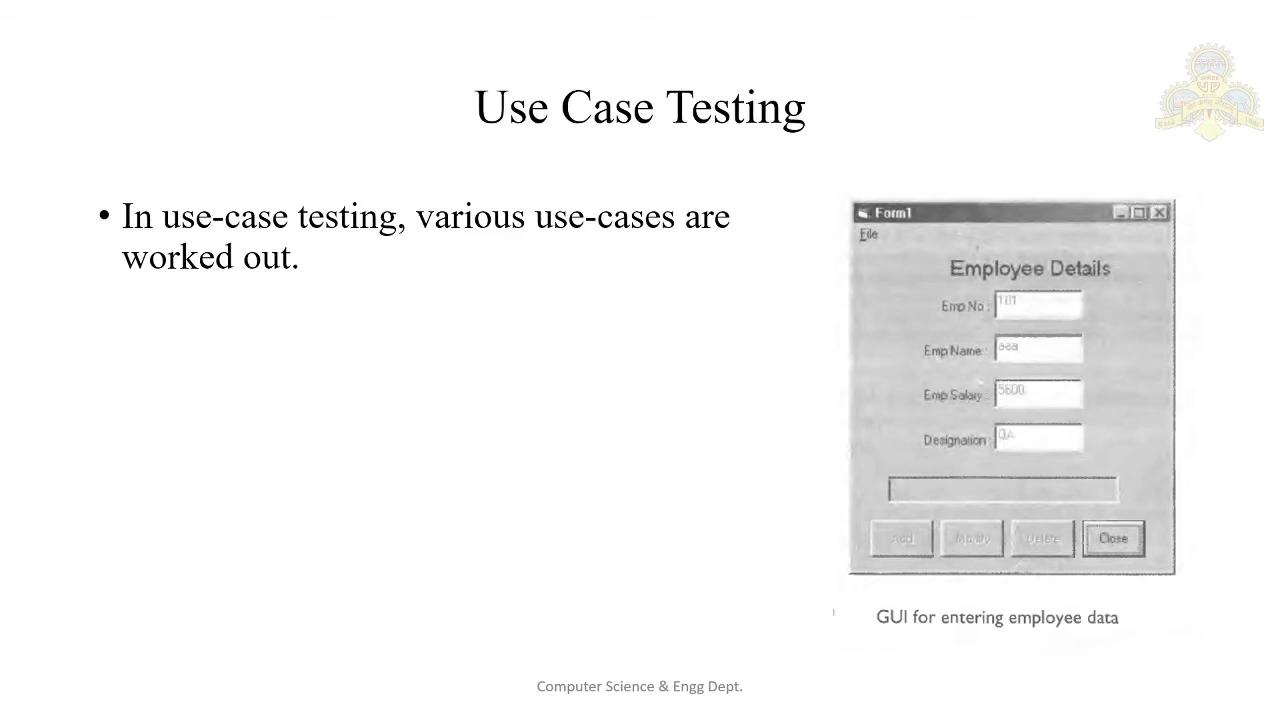 Use Case Testing
• In use-case testing, various use-cases are
worked out.
Form1
File
Employee Details
Emp No : 101
Emp Name : aaa
Emp Salary : 5600
Designation : QA
Add Modify Delete Close
GUI for entering employee data
Computer Science & Engg Dept.